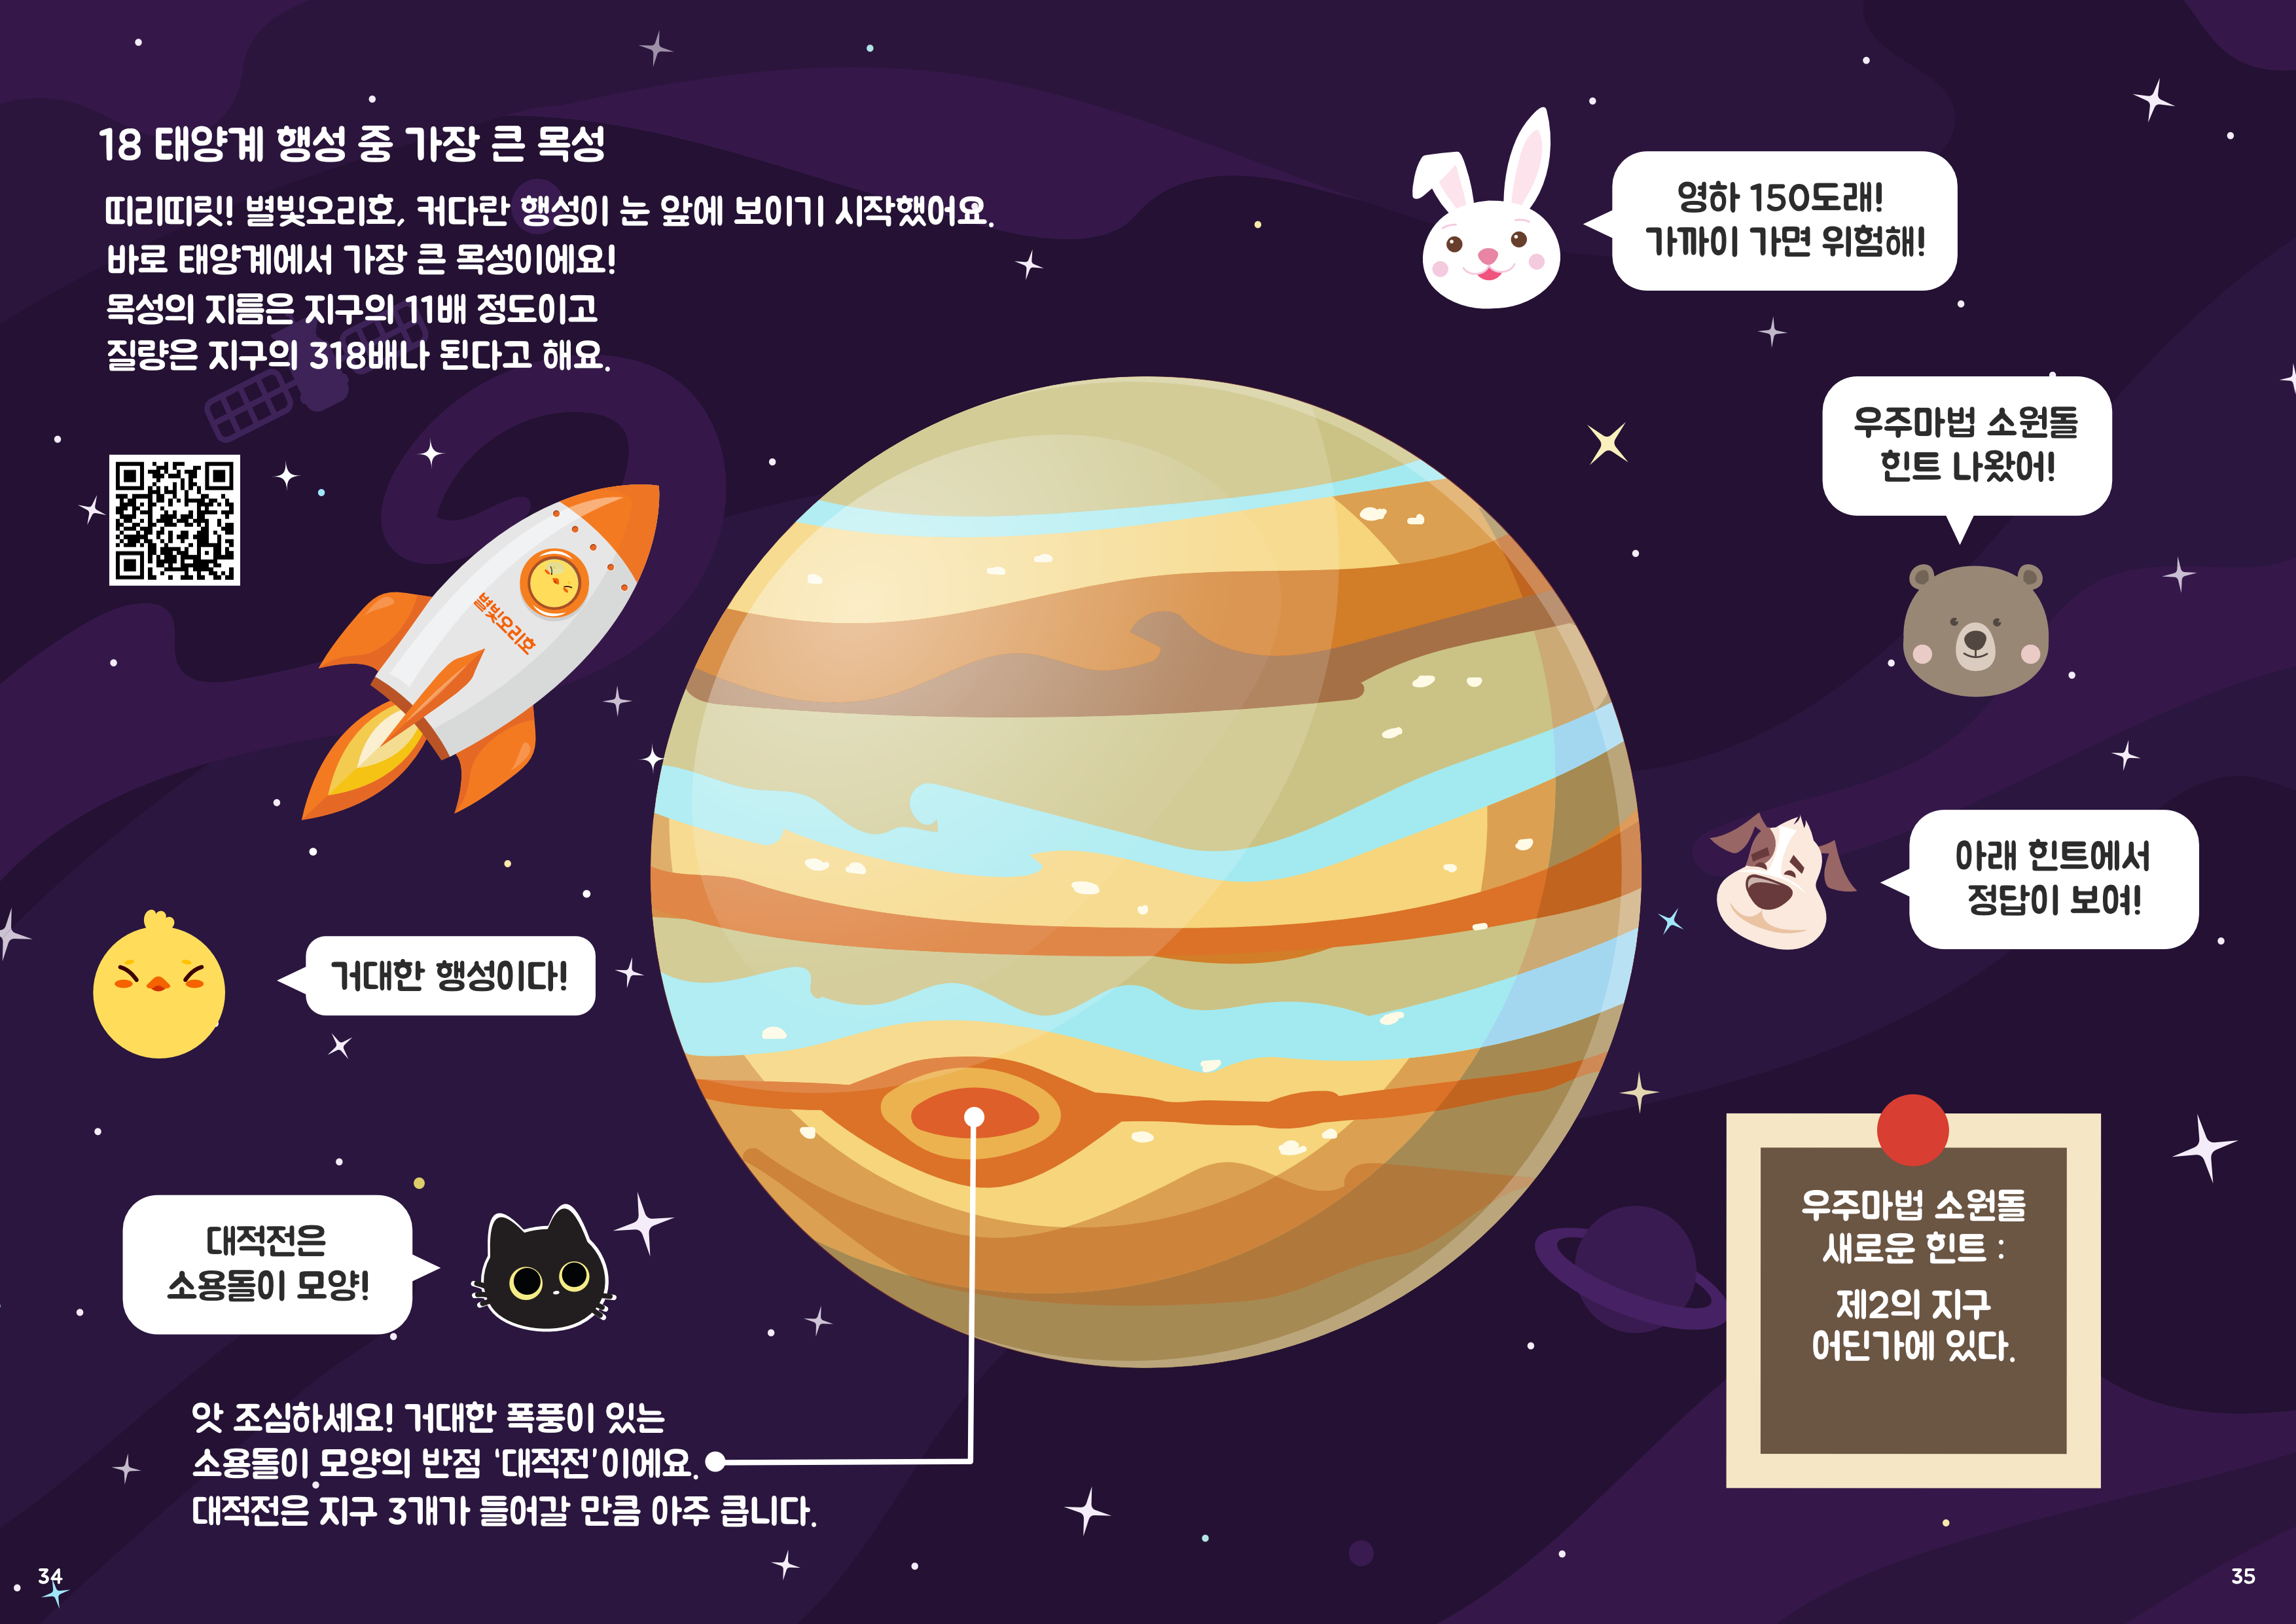 18 태양계 행성 중 가장 큰 목성
띠리띠릿! 별빛오리호, 커다란 행성이 눈 앞에 보이기 시작했어요.
바로 태양계에서 가장 큰 목성이에요!
목성의 지름은 지구의 11배 정도이고
질량은 지구의 318배나 된다고 해요.
별빛오리호
영하 150도래!
가까이 가면 위험해!
우주마법 소원돌
힌트 나왔어!
아래 힌트에서
정답이 보여!
거대한 행성이다!
대적전은
소용돌이 모양!
우주마법 소원돌
새로운 힌트 :
제2의 지구
어딘가에 있다.
앗 조심하세요! 거대한 폭풍이 있는
소용돌이 모양의 반점 ‘대적전’이에요.
대적전은 지구 3개가 들어갈 만큼 아주 큽니다.
34
35